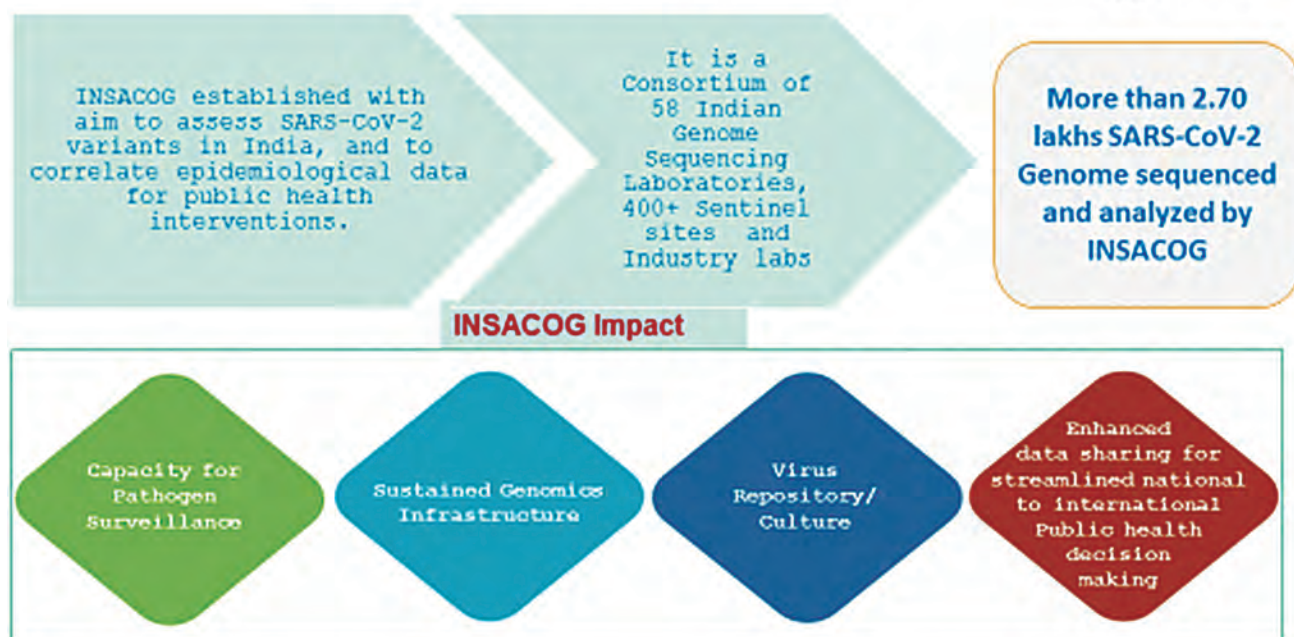 INSACOG established with
aim to assess SARS-CoV-2
variants in India, and to
correlate epidemiological data
for public health
interventions.
It is a
Consortium of
58 Indian
Genome
Sequencing
Laboratories,
400+ Sentinel
sites and
Industry labs
More than 2.70
lakhs SARS-CoV-2
Genome sequenced
and analyzed by
INSACOG
INSACOG Impact
Capacity for
Pathogen
Surveillance
Sustained Genomics
Infrastructure
Virus
Repository/
Culture
Enhanced
data sharing for
streamlined national
to international
Public health
decision
making